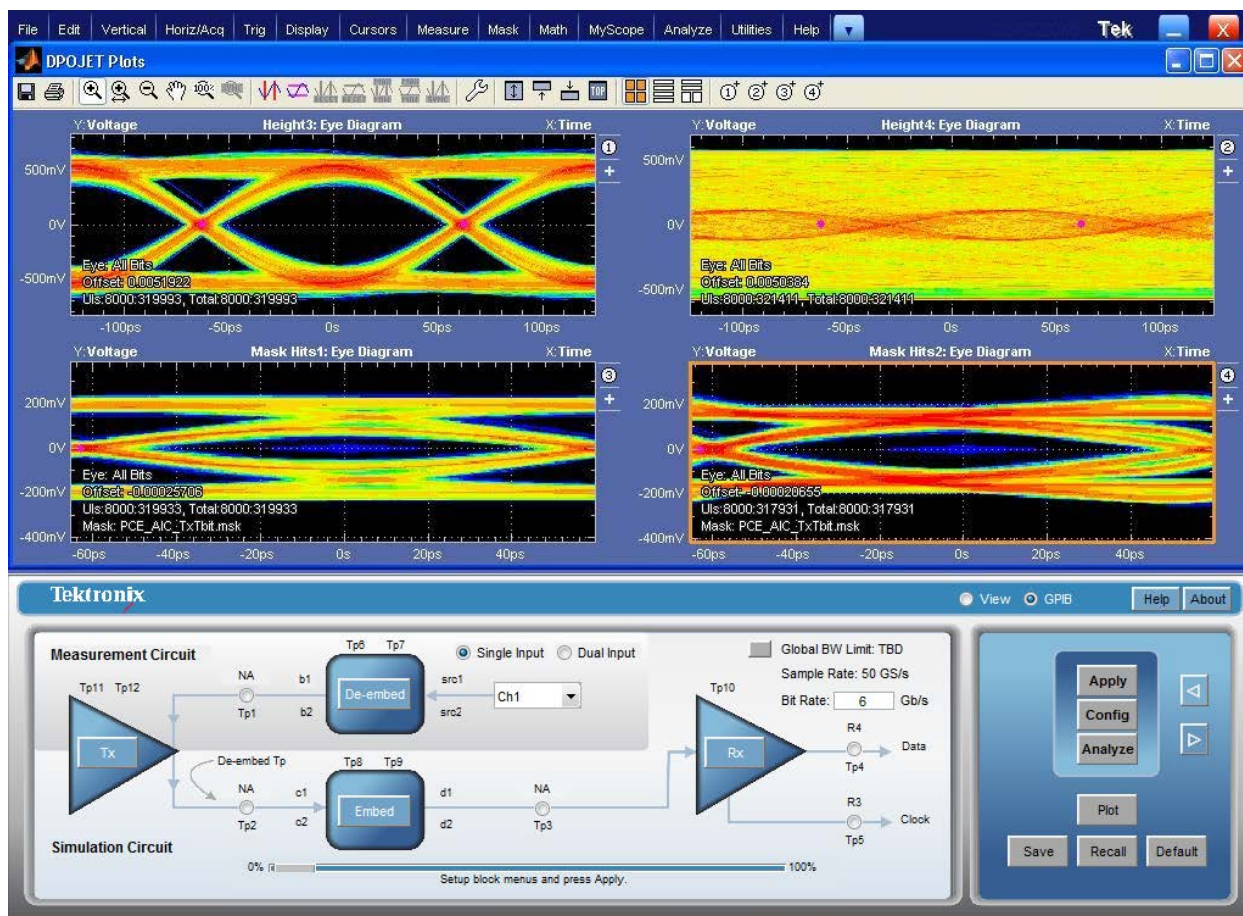 File Edit Vertical Horiz/Acq Trig Display Cursors Measure Mask Math MyScope Analyze Utilities Help Tek
DPOJET Plots
Y:Voltage Height3: Eye Diagram X:Time
1
500mV
0V
-500mV
Eye: All Bits
Offset: 0.0051922
UIs:8000:319993, Total:8000:319993
-100ps -50ps 0s 50ps 100ps
Y:Voltage Height4: Eye Diagram X:Time
2
500mV
0V
-500mV
Eye: All Bits
Offset: 0.0050384
UIs:8000:321411, Total:8000:321411
-100ps -50ps 0s 50ps 100ps
Y:Voltage Mask Hits1: Eye Diagram X:Time
3
200mV
0V
-200mV
-400mV
Eye: All Bits
Offset: -0.00025706
UIs:8000:319933, Total:8000:319933
Mask: PCE_AIC_TxTbit.msk
-60ps -40ps -20ps 0s 20ps 40ps
Y:Voltage Mask Hits2: Eye Diagram X:Time
4
200mV
0V
-200mV
-400mV
Eye: All Bits
Offset: -0.00020655
UIs:8000:317931, Total:8000:317931
Mask: PCE_AIC_TxTbit.msk
-60ps -40ps -20ps 0s 20ps 40ps
Tektronix View GPIB Help About
Measurement Circuit
Tp11 Tp12
Tx
NA
Tp1
b1
b2
Tp6 Tp7
De-embed
src1
src2
Single Input Dual Input
Ch1
Global BW Limit: TBD
Sample Rate: 50 GS/s
Bit Rate: 6 Gb/s
Tp10
Rx
R4
Tp4
Data
R3
Tp5
Clock
De-embed Tp
NA
Tp2
c1
c2
Tp8 Tp9
Embed
d1
d2
NA
Tp3
Simulation Circuit
0% 100%
Setup block menus and press Apply.
Apply
Config
Analyze
Plot
Save Recall Default